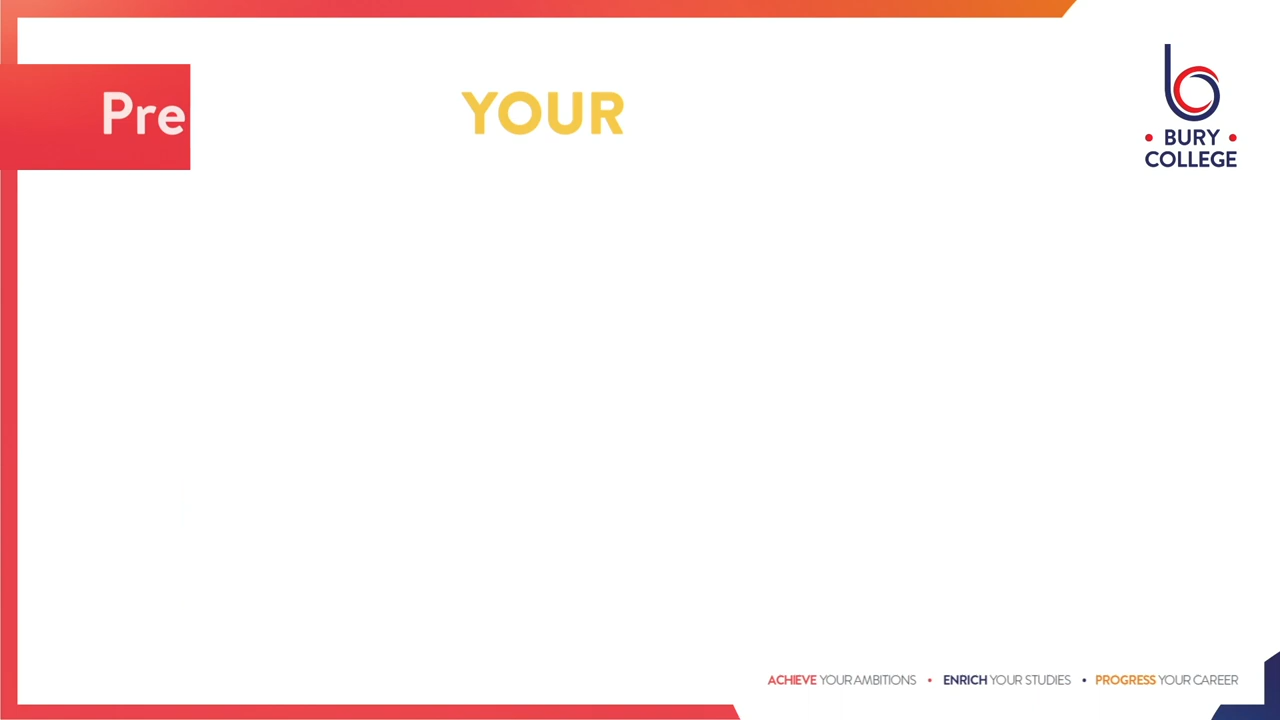 Pre YOUR
BURY
COLLEGE
ACHIEVE YOUR AMBITIONS • ENRICH YOUR STUDIES • PROGRESS YOUR CAREER